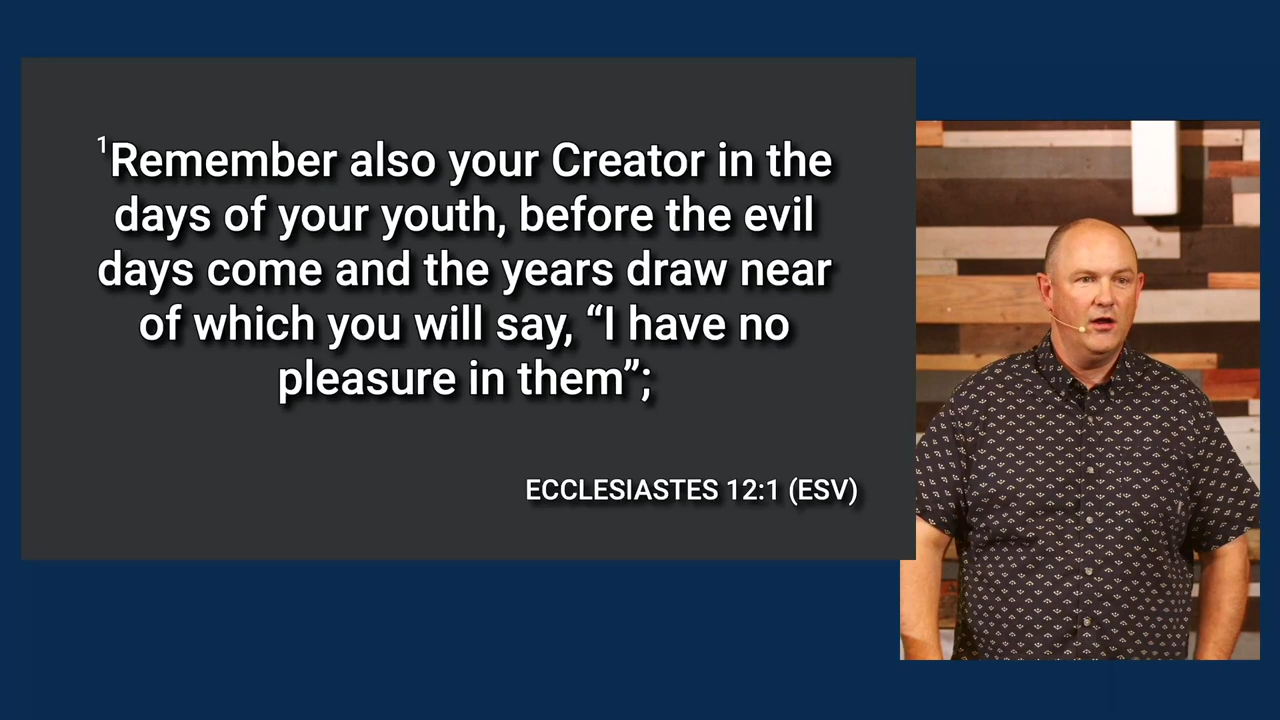 ¹Remember also your Creator in the
days of your youth, before the evil
days come and the years draw near
of which you will say, “I have no
pleasure in them”;
ECCLESIASTES 12:1 (ESV)